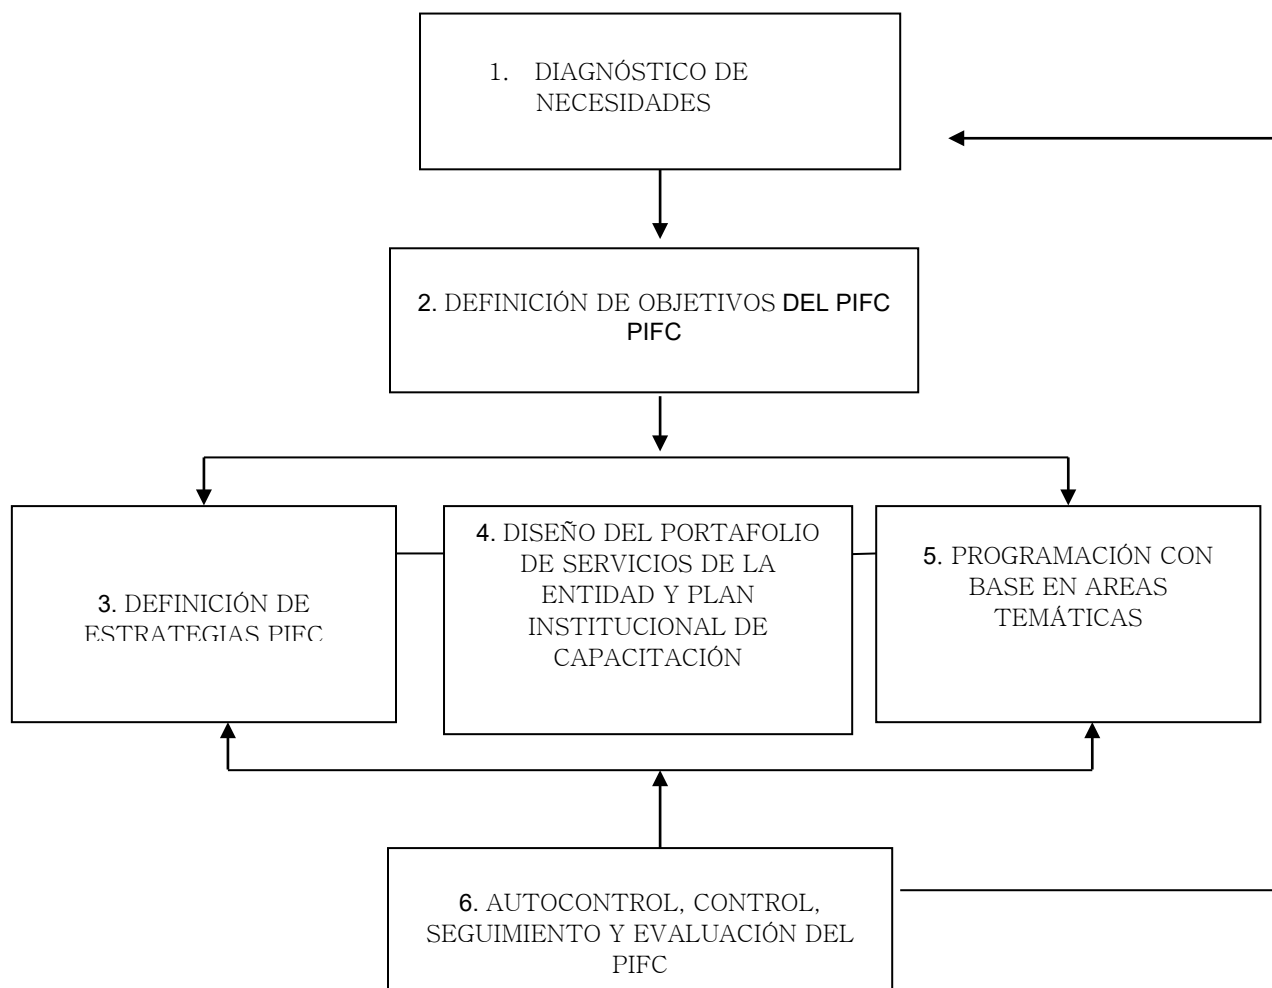 1. DIAGNÓSTICO DE
NECESIDADES
2. DEFINICIÓN DE OBJETIVOS DEL PIFC
PIFC
3. DEFINICIÓN DE
ESTRATEGIAS PIFC
4. DISEÑO DEL PORTAFOLIO
DE SERVICIOS DE LA
ENTIDAD Y PLAN
INSTITUCIONAL DE
CAPACITACIÓN
5. PROGRAMACIÓN CON
BASE EN AREAS
TEMÁTICAS
6. AUTOCONTROL, CONTROL,
SEGUIMIENTO Y EVALUACIÓN DEL
PIFC